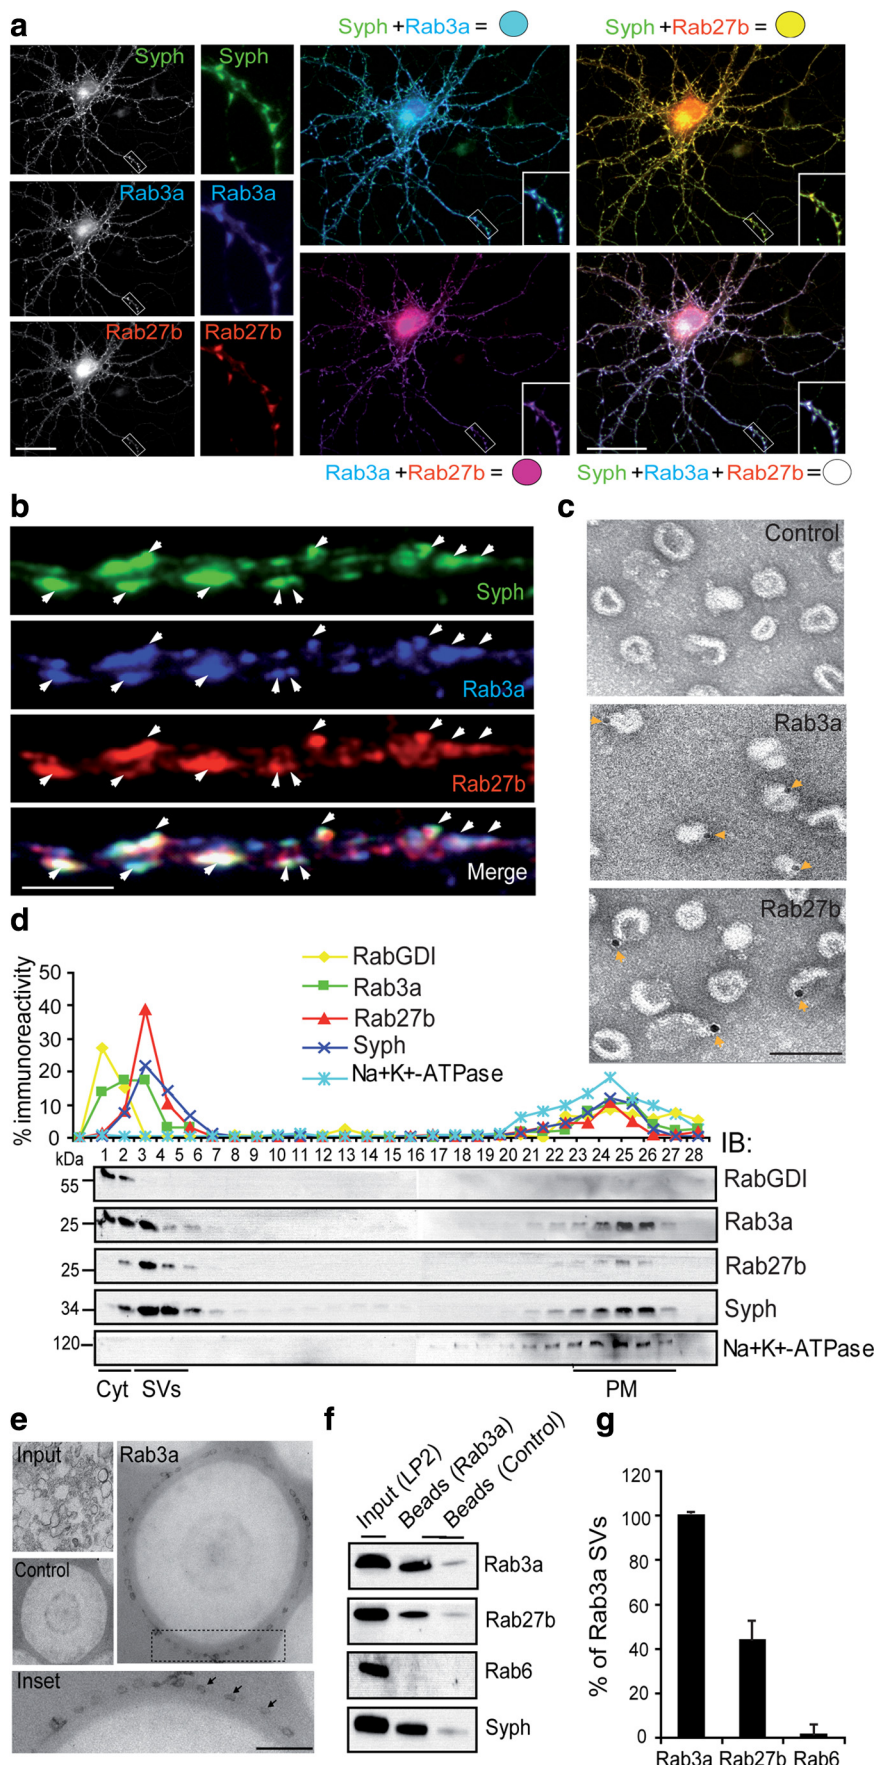 a
Syph +Rab3a =
Syph +Rab27b =
Syph
Syph
Rab3a
Rab3a
Rab27b
Rab27b
Rab3a +Rab27b =
Syph +Rab3a +Rab27b =
b
Syph
Rab3a
Rab27b
Merge
c
Control
Rab3a
Rab27b
d
% immunoreactivity
50
40
30
20
10
0
RabGDI
Rab3a
Rab27b
Syph
Na+K+-ATPase
1 2 3 4 5 6 7 8 9 10 11 12 13 14 15 16 17 18 19 20 21 22 23 24 25 26 27 28
IB:
kDa
55
RabGDI
25
Rab3a
25
Rab27b
34
Syph
120
Na+K+-ATPase
Cyt SVs PM
e
Input
Rab3a
Control
Inset
f
Input (LP2)
Beads (Rab3a)
Beads (Control)
Rab3a
Rab27b
Rab6
Syph
g
% of Rab3a SVs
120
100
80
60
40
20
0
Rab3a Rab27b Rab6